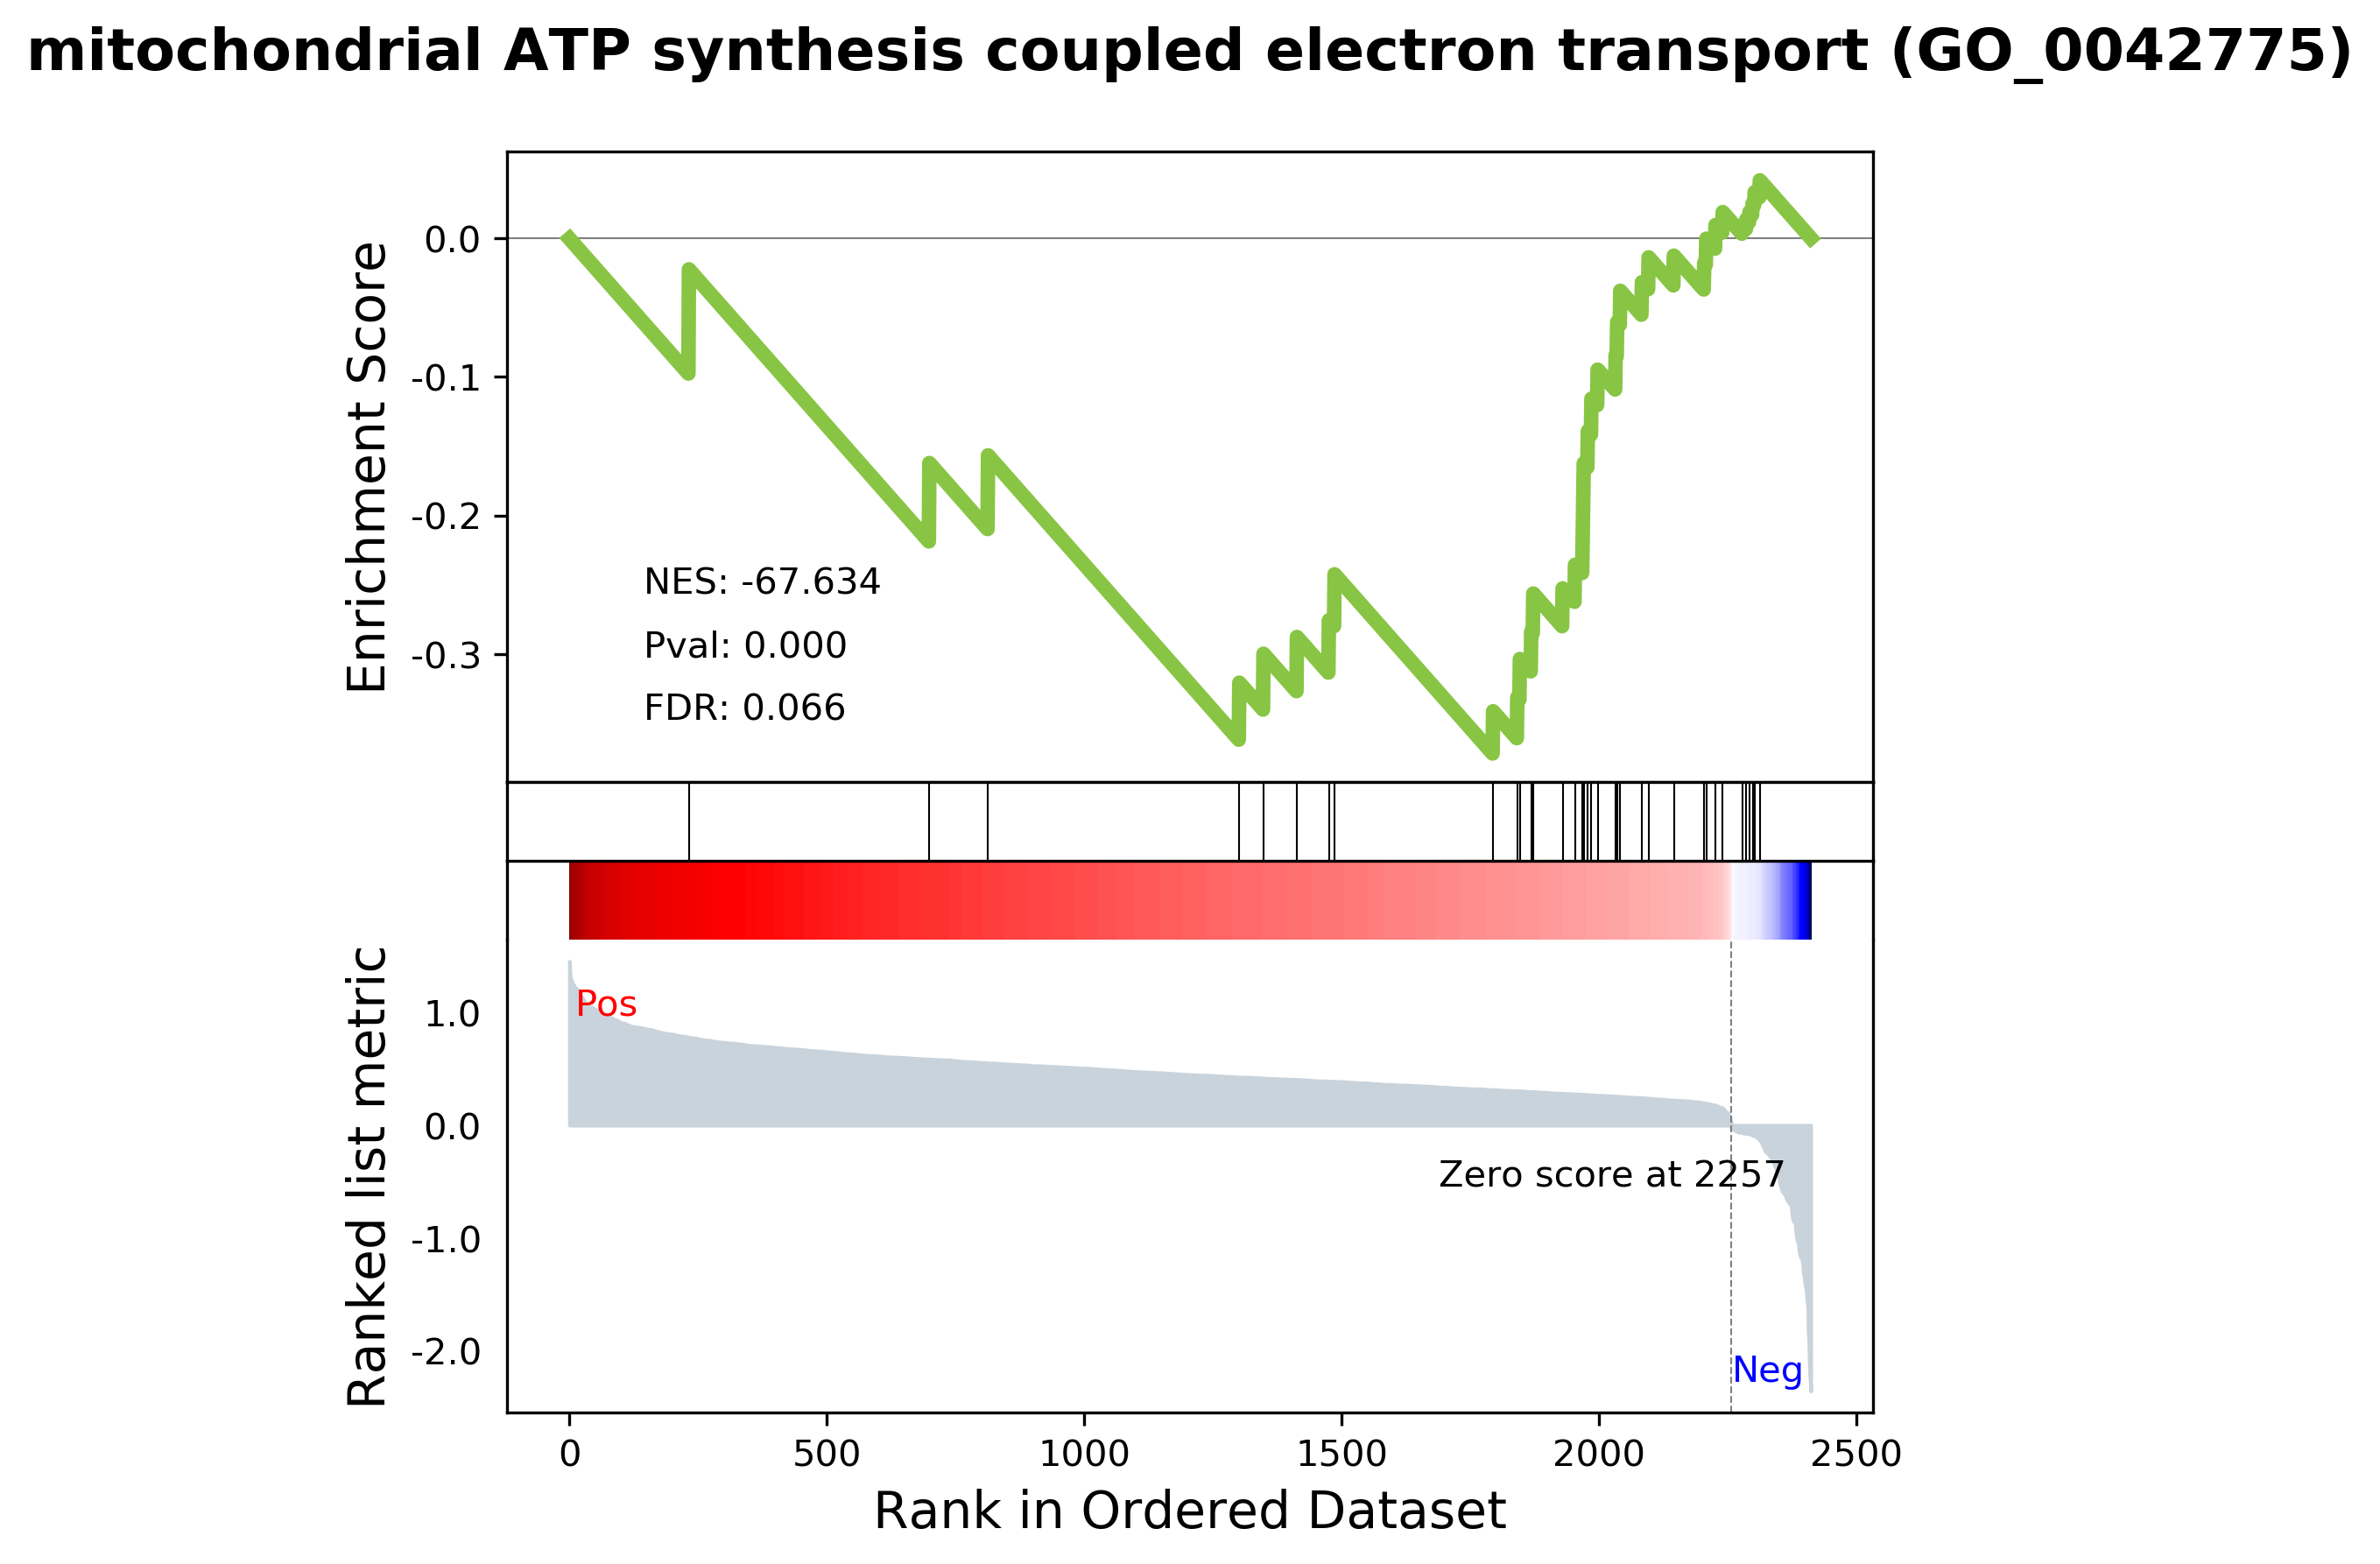 mitochondrial ATP synthesis coupled electron transport (GO_0042775)
Enrichment Score
0.0
-0.1
-0.2
-0.3
NES: -67.634
Pval: 0.000
FDR: 0.066
Ranked list metric
1.0
0.0
-1.0
-2.0
Pos
Zero score at 2257
Neg
0 500 1000 1500 2000 2500
Rank in Ordered Dataset